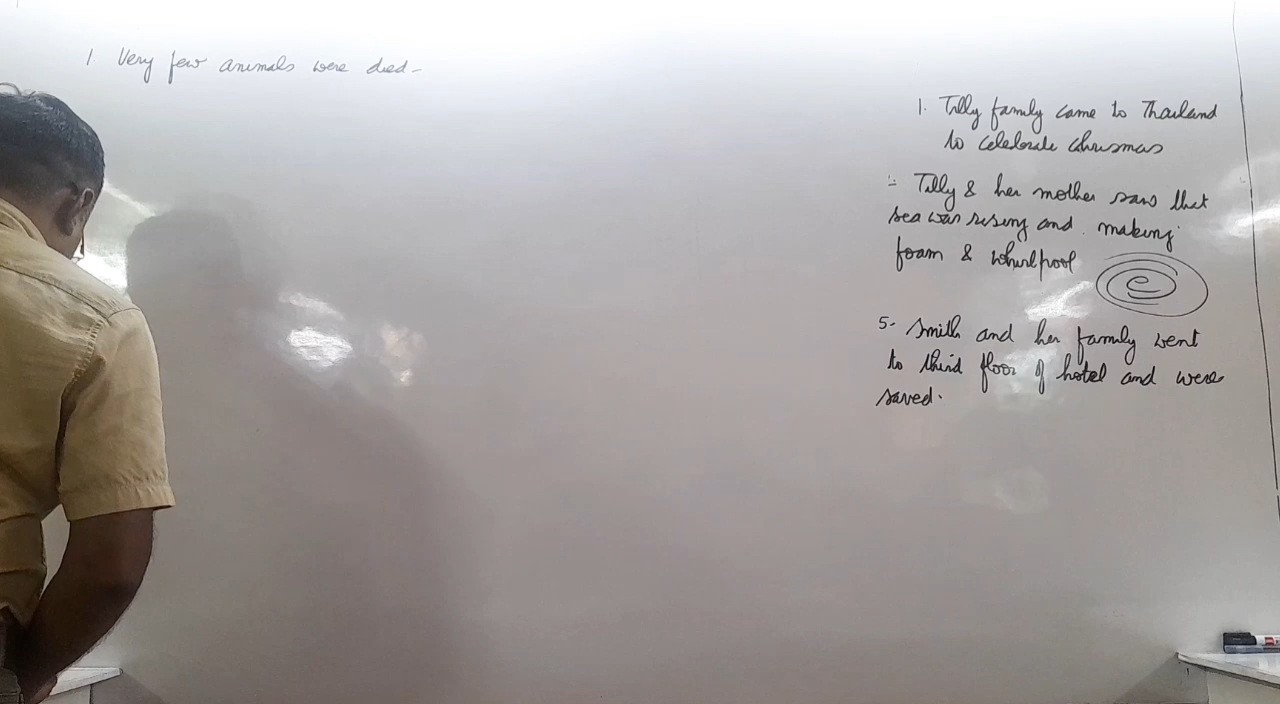 1 Very few animals were died-
1. Tilly family came to Thailand
to celebrate chrismas
2- Tilly & her mother saw that
sea was rising and making
foam & whirlpool
5- Smith and her family went
to third floor of hotel and were
saved.